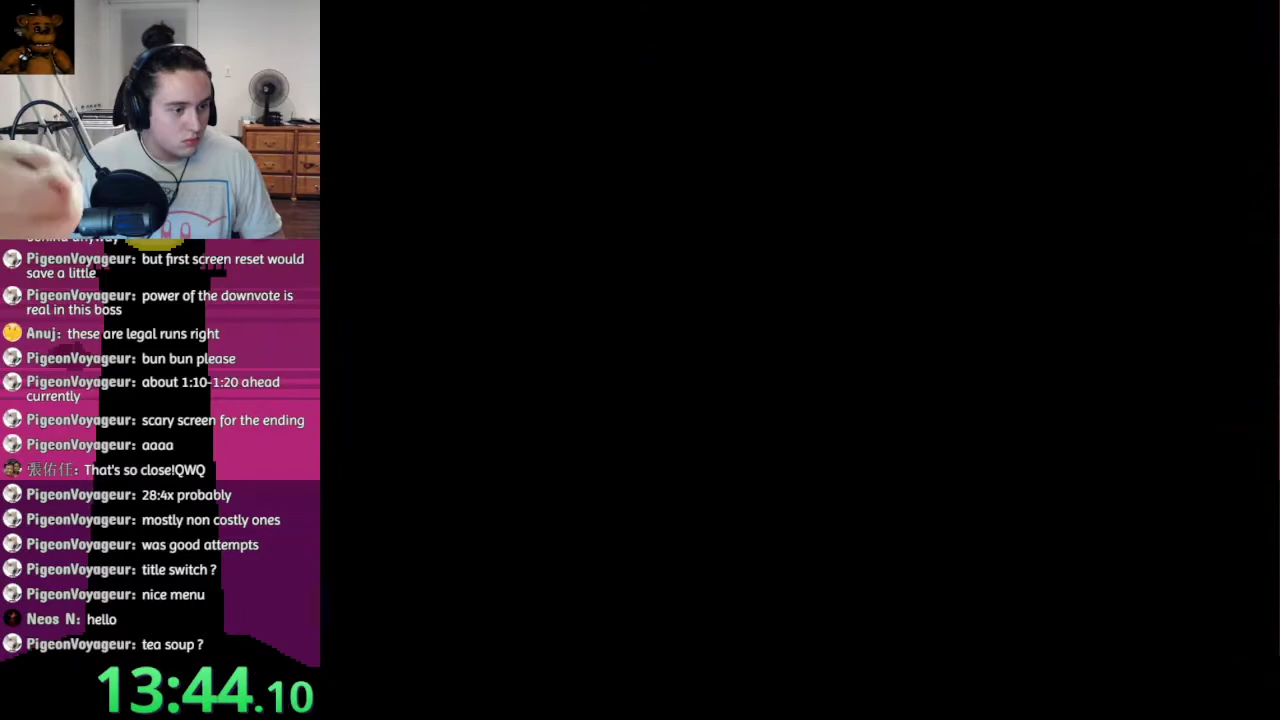 PigeonVoyageur: but first screen reset would
save a little
PigeonVoyageur: power of the downvote is
real in this boss
Anuj: these are legal runs right
PigeonVoyageur: bun bun please
PigeonVoyageur: about 1:10-1:20 ahead
currently
PigeonVoyageur: scary screen for the ending
PigeonVoyageur: aaaa
張佑任: That's so close!QWQ
PigeonVoyageur: 28:4x probably
PigeonVoyageur: mostly non costly ones
PigeonVoyageur: was good attempts
PigeonVoyageur: title switch ?
PigeonVoyageur: nice menu
Neos N: hello
PigeonVoyageur: tea soup ?
13:44.10